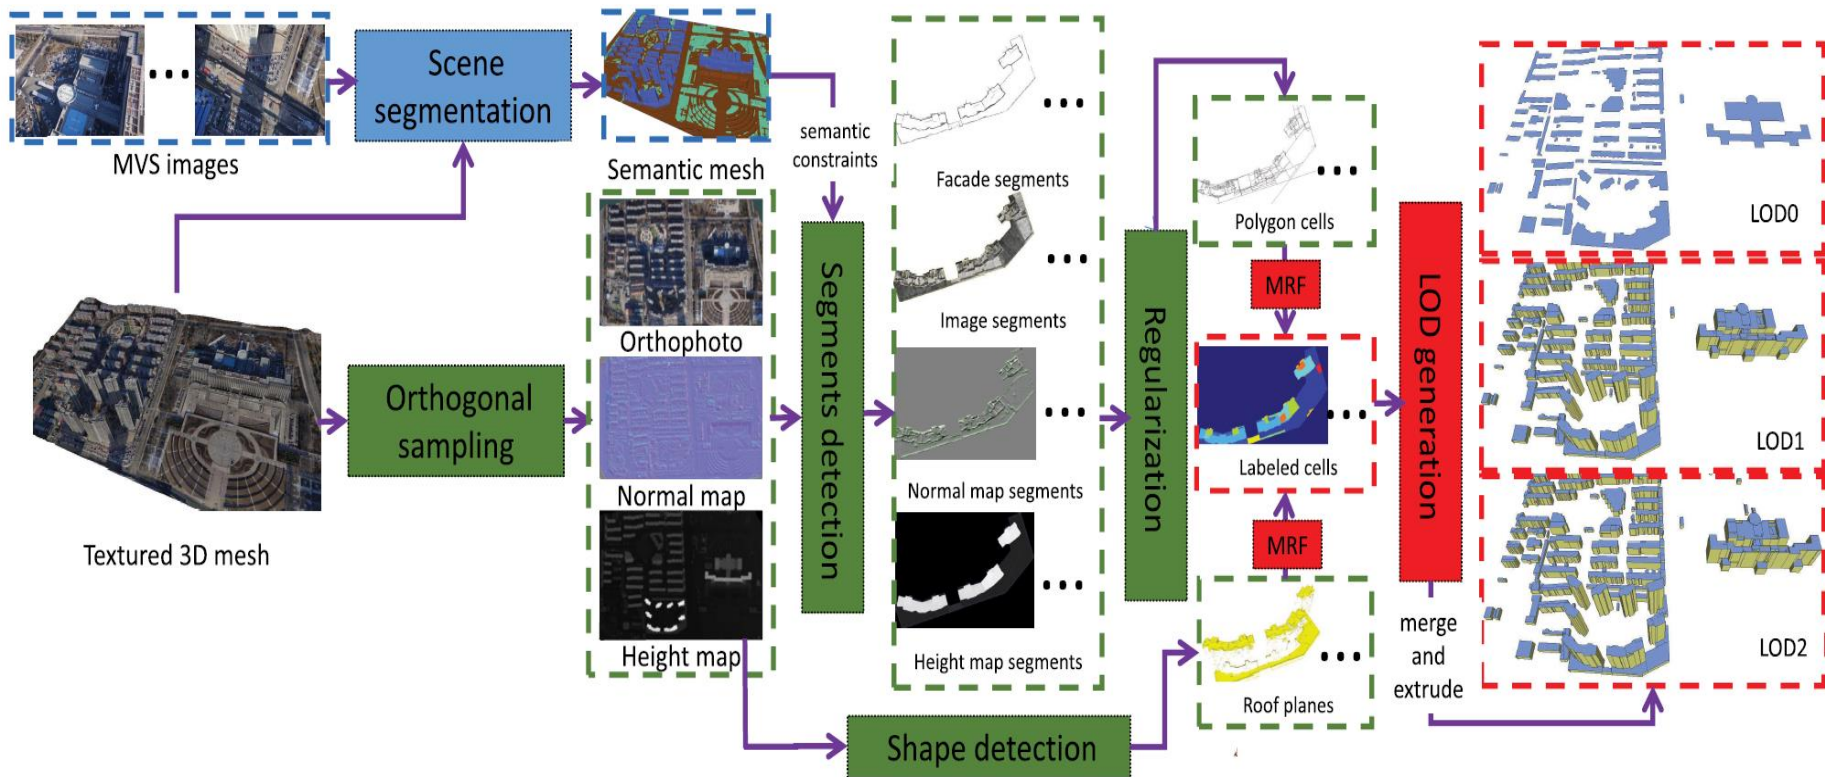 MVS images
Scene
segmentation
Semantic mesh
semantic
constraints
Textured 3D mesh
Orthogonal
sampling
Orthophoto
Normal map
Height map
Segments detection
Facade segments
Image segments
Normal map segments
Height map segments
Shape detection
Regularization
Polygon cells
MRF
Labeled cells
MRF
Roof planes
LOD generation
merge
and
extrude
LOD0
LOD1
LOD2